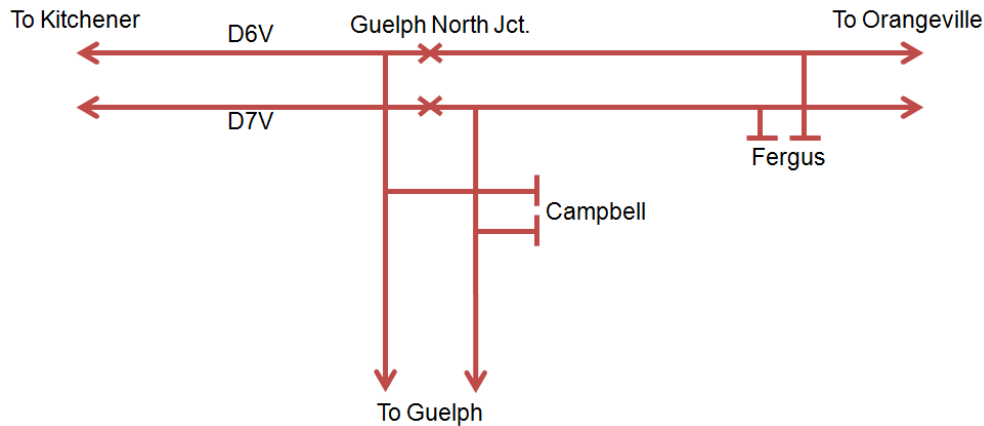 To Kitchener
D6V
Guelph North Jct.
To Orangeville
D7V
Fergus
Campbell
To Guelph